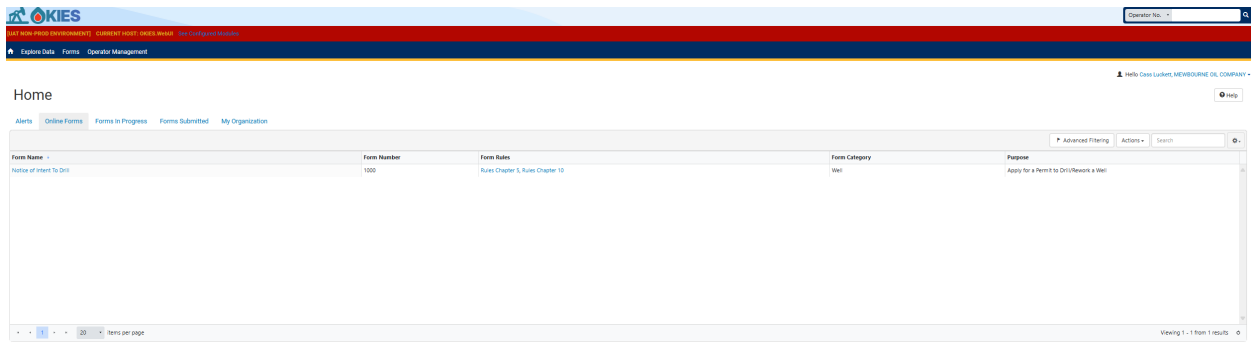 OKIES
Operator No.
[UAT NON-PROD ENVIRONMENT] CURRENT HOST: OKIES.WebUI
Explore Data Forms Operator Management
Hello Cass Luckett, MEWBOURNE OIL COMPANY
Home
Help
Alerts Online Forms Forms In Progress Forms Submitted My Organization
Advanced Filtering Actions Search
Form Name Form Number Form Rules Form Category Purpose
Notice of Intent To Drill 1000 Rules Chapter 5, Rules Chapter 10 Well Apply for a Permit to Drill/Rework a Well
1 20 items per page Viewing 1 - 1 from 1 results